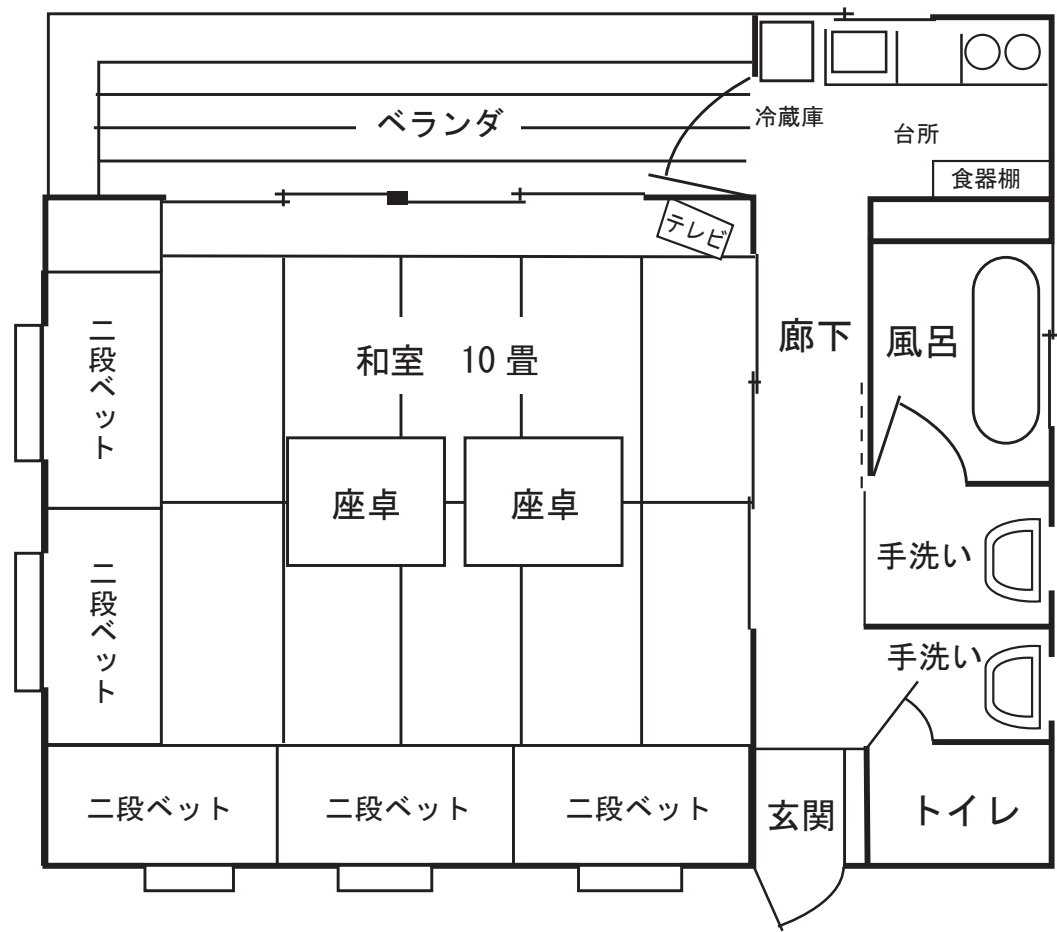 ベランダ
冷蔵庫
台所
食器棚
テレビ
二段ベット
和室　10 畳
廊下
風呂
座卓
座卓
手洗い
二段ベット
手洗い
二段ベット
二段ベット
二段ベット
玄関
トイレ